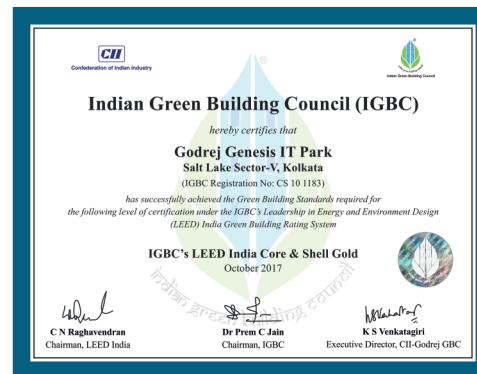 CII
Confederation of Indian Industry
Indian Green Building Council
Indian Green Building Council (IGBC)
hereby certifies that
Godrej Genesis IT Park
Salt Lake Sector-V, Kolkata
(IGBC Registration No: CS 10 1183)
has successfully achieved the Green Building Standards required for
the following level of certification under the IGBC's Leadership in Energy and Environment Design
(LEED) India Green Building Rating System
IGBC's LEED India Core & Shell Gold
October 2017
Indian Green Building Council
C N Raghavendran
Chairman, LEED India
Dr Prem C Jain
Chairman, IGBC
K S Venkatagiri
Executive Director, CII-Godrej GBC